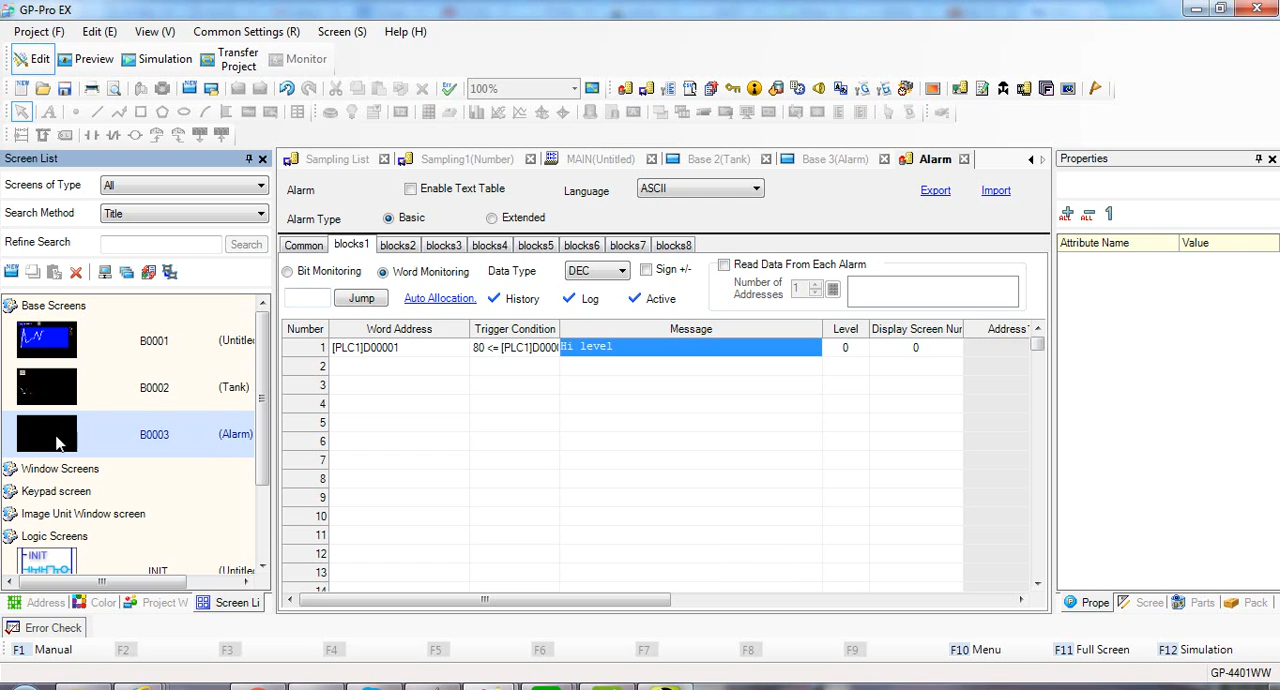 GP-Pro EX
Project (F) Edit (E) View (V) Common Settings (R) Screen (S) Help (H)
Edit Preview Simulation Transfer Project Monitor
100%
Screen List
Sampling List Sampling1(Number) MAIN(Untitled) Base 2(Tank) Base 3(Alarm) Alarm
Properties
Screens of Type All
Alarm Enable Text Table Language ASCII Export Import
Search Method Title
Alarm Type Basic Extended
Refine Search Search
Common blocks1 blocks2 blocks3 blocks4 blocks5 blocks6 blocks7 blocks8
Attribute Name Value
Bit Monitoring Word Monitoring Data Type DEC Sign +/- Read Data From Each Alarm
Number of Addresses 1
Jump Auto Allocation. History Log Active
Base Screens
Number Word Address Trigger Condition Message Level Display Screen Nur Address
1 [PLC1]D00001 80 <= [PLC1]D000 Hi level 0 0
2
3
4
5
6
7
8
9
10
11
12
13
14
B0001 (Untitle
B0002 (Tank)
B0003 (Alarm)
Window Screens
Keypad screen
Image Unit Window screen
Logic Screens
INIT INIT (Untitle
Address Color Project W Screen Li
Prope Scree Parts Pack
Error Check
F1 Manual F2 F3 F4 F5 F6 F7 F8 F9 F10 Menu F11 Full Screen F12 Simulation
GP-4401WW